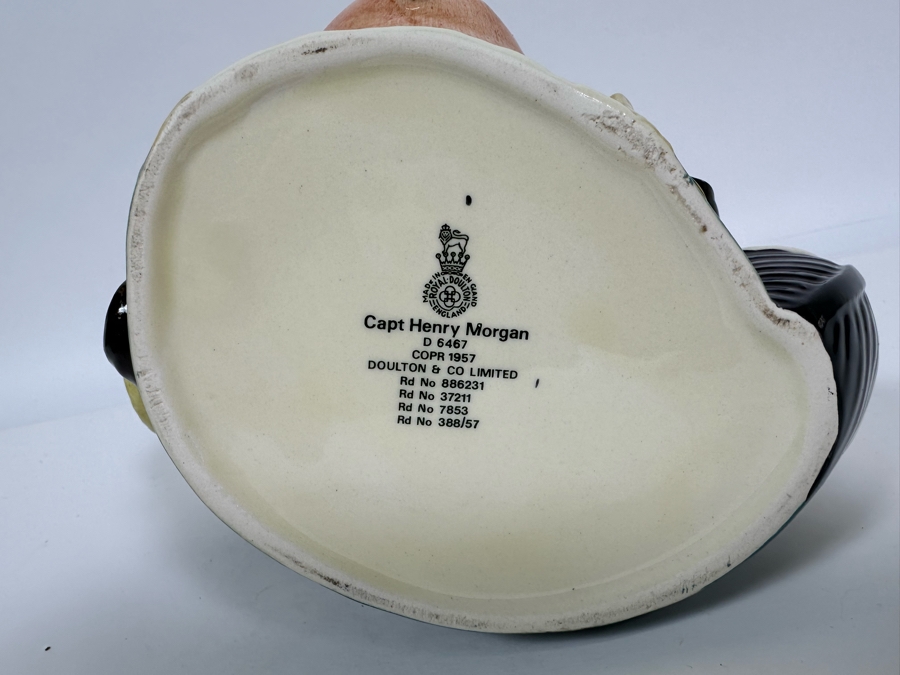 MADE IN ENGLAND
ROYAL DOULTON
ENGLAND
Capt Henry Morgan
D 6467
COPR 1957
DOULTON & CO LIMITED
Rd No 886231
Rd No 37211
Rd No 7853
Rd No 388/57